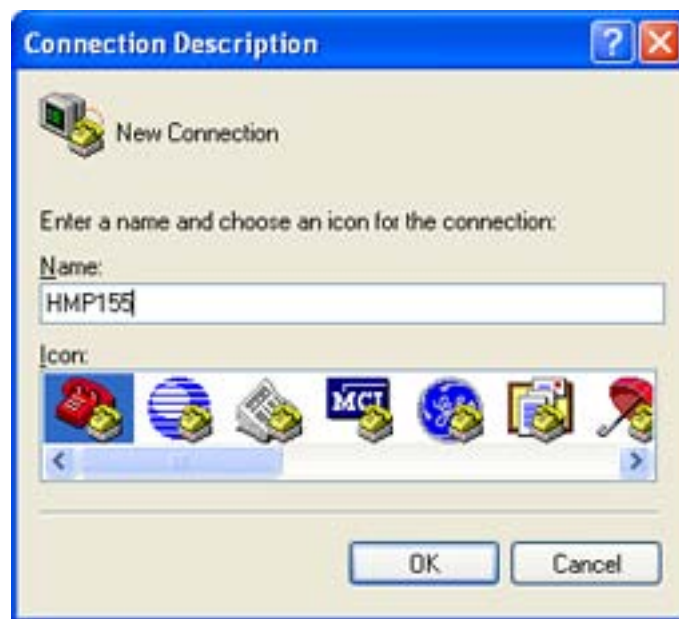 Connection Description
New Connection
Enter a name and choose an icon for the connection:
Name:
HMP155
Icon:
MCI
OK
Cancel